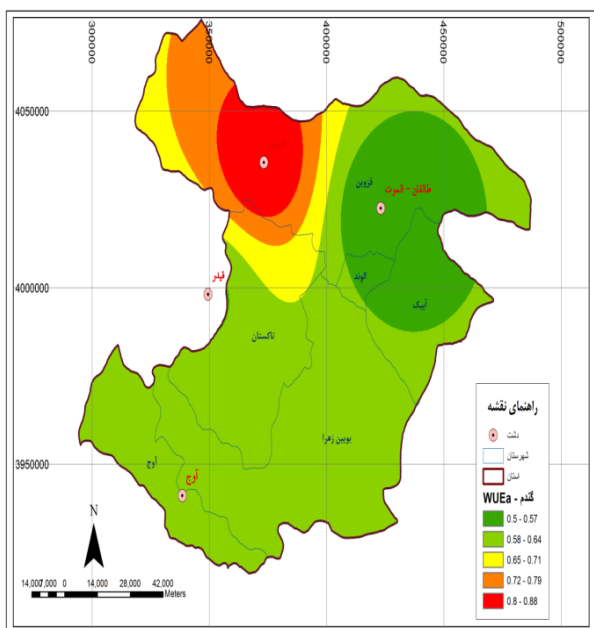 300000
350000
400000
450000
500000
4050000
4000000
3950000
قزوین
طالقان - الموت
الوند
آبیک
قیدر
تاکستان
بویین زهرا
آوج
آوج
راهنمای نقشه
دشت
شهرستان
استان
WUEa - گندم
0.5 - 0.57
0.58 - 0.64
0.65 - 0.71
0.72 - 0.79
0.8 - 0.88
N
14,000 7,000 0 14,000 28,000 42,000
Meters